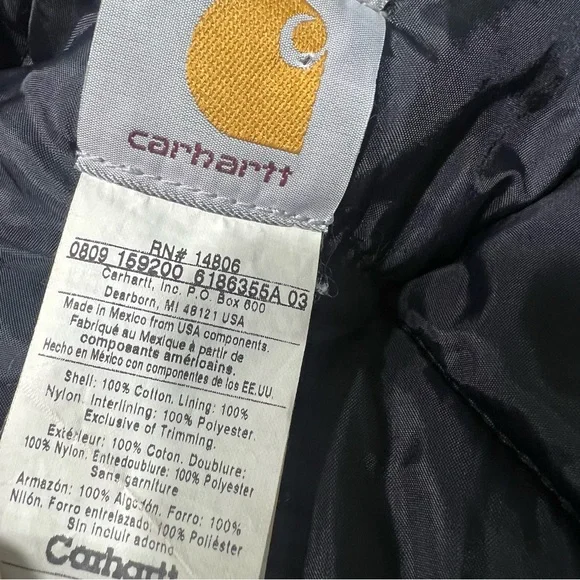 carhartt
RN# 14806
0809 159200 6186355A 03
Carhartt, Inc. P.O. Box 600
Dearborn, MI 48121 USA
Made in Mexico from USA components.
Fabriqué au Mexique à partir de
composants américains.
Hecho en México con componentes de los EE.UU.
Shell: 100% Cotton. Lining: 100%
Nylon. Interlining: 100% Polyester.
Exclusive of Trimming.
Extérieur: 100% Coton. Doublure:
100% Nylon. Entredoublure: 100% Polyester
Sans garniture
Armazón: 100% Algodón. Forro: 100%
Nilón. Forro entrelazado: 100% Poliéster
Sin incluir adorno
Carhartt